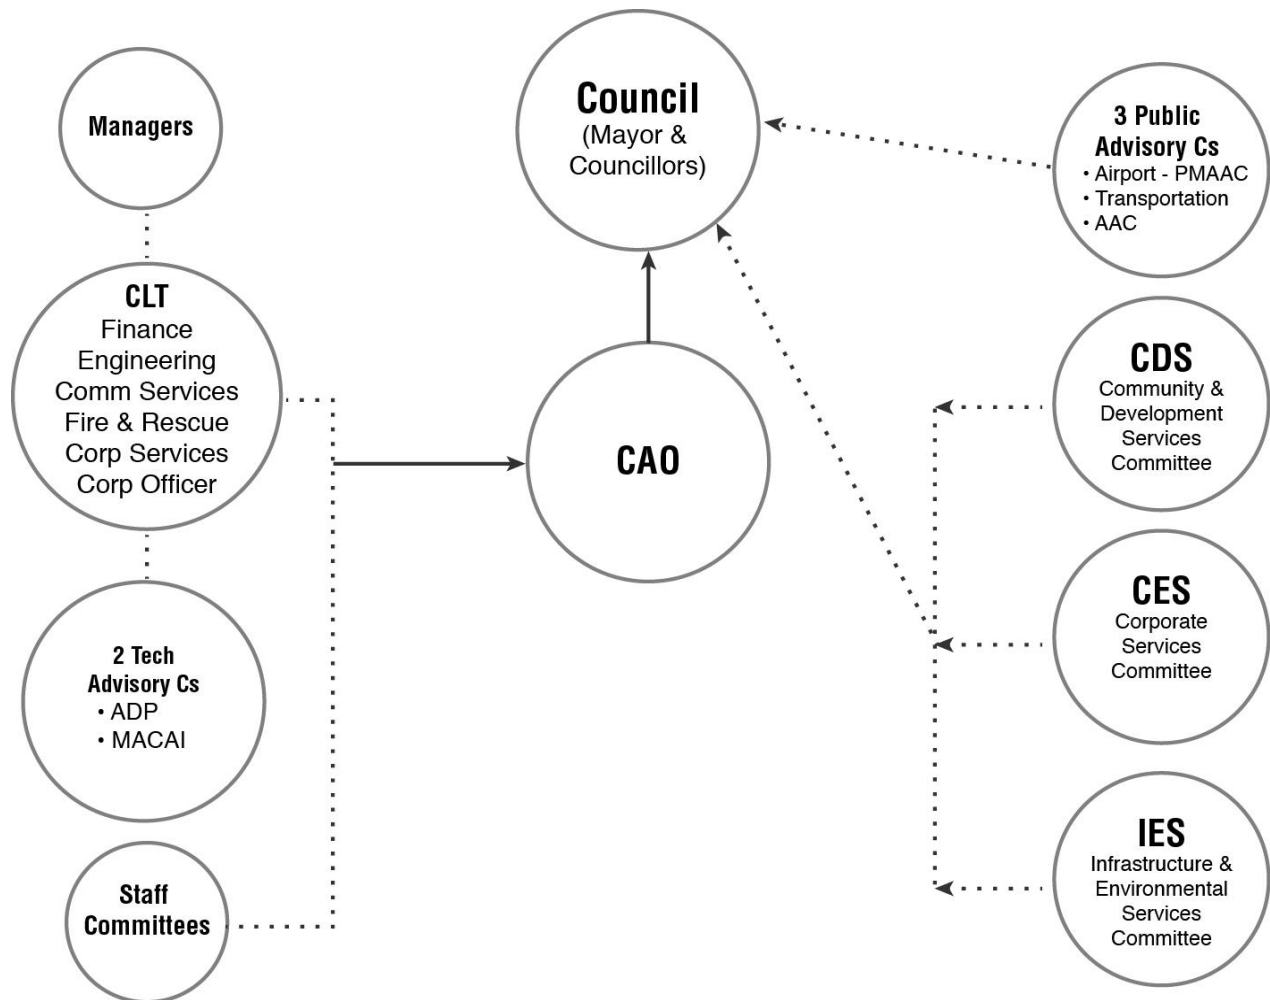 Managers
CLT
Finance
Engineering
Comm Services
Fire & Rescue
Corp Services
Corp Officer
2 Tech
Advisory Cs
• ADP
• MACAI
Staff
Committees
Council
(Mayor &
Councillors)
CAO
3 Public
Advisory Cs
• Airport - PMAAC
• Transportation
• AAC
CDS
Community &
Development
Services
Committee
CES
Corporate
Services
Committee
IES
Infrastructure &
Environmental
Services
Committee